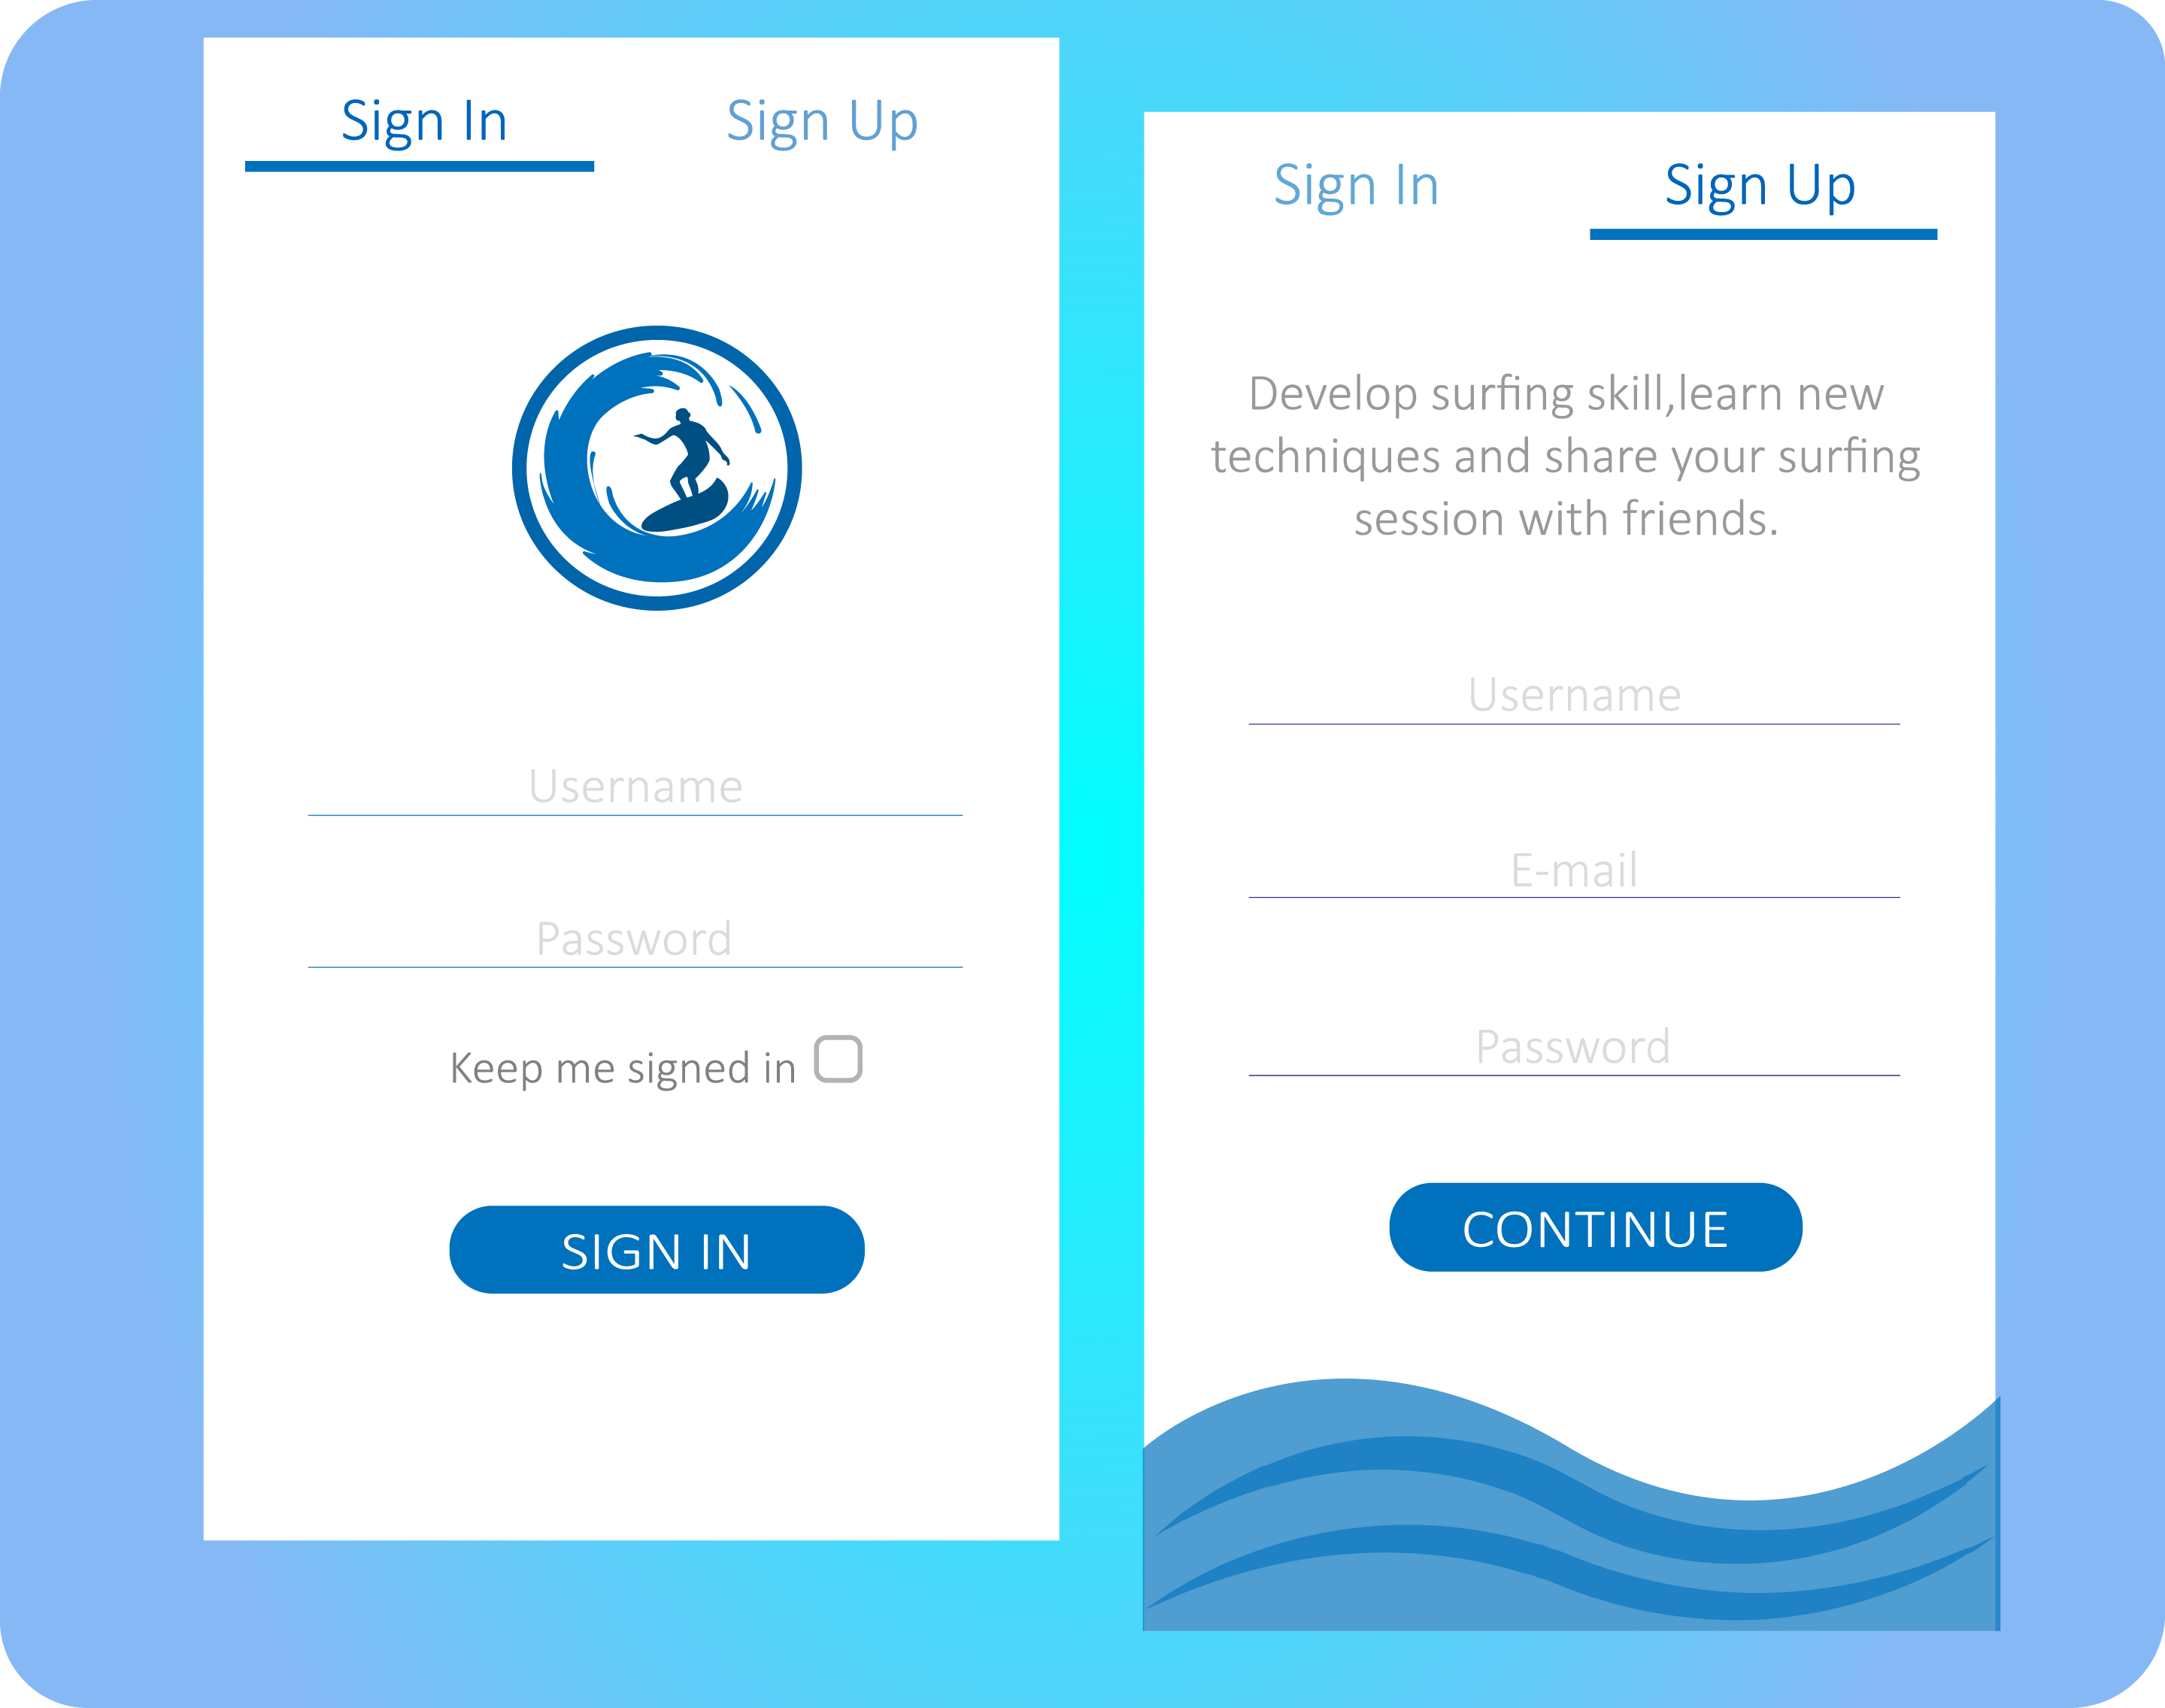 Sign In
Sign Up
Username
Password
Keep me signed in
SIGN IN
Sign In
Sign Up
Develop surfing skill,learn new
techniques and share your surfing
session with friends.
Username
E-mail
Password
CONTINUE